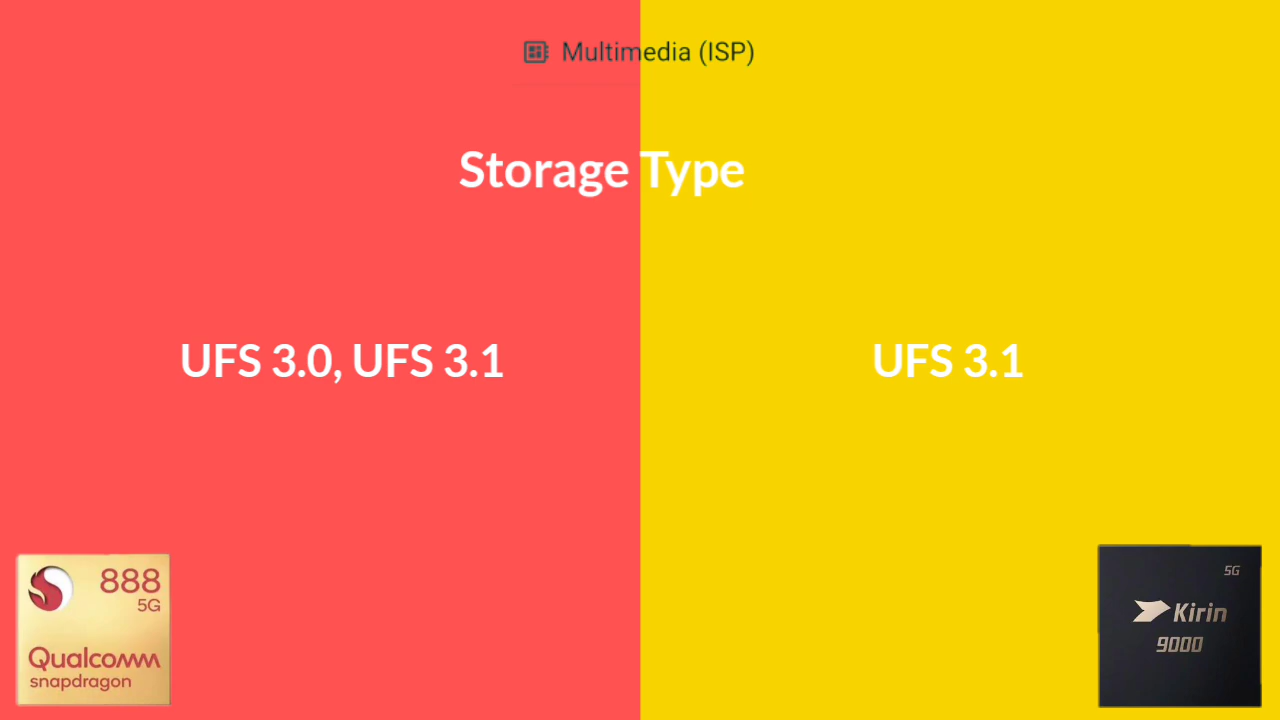 Multimedia (ISP)
Storage Type
UFS 3.0, UFS 3.1
UFS 3.1
888
5G
Qualcomm
snapdragon
5G
Kirin
9000